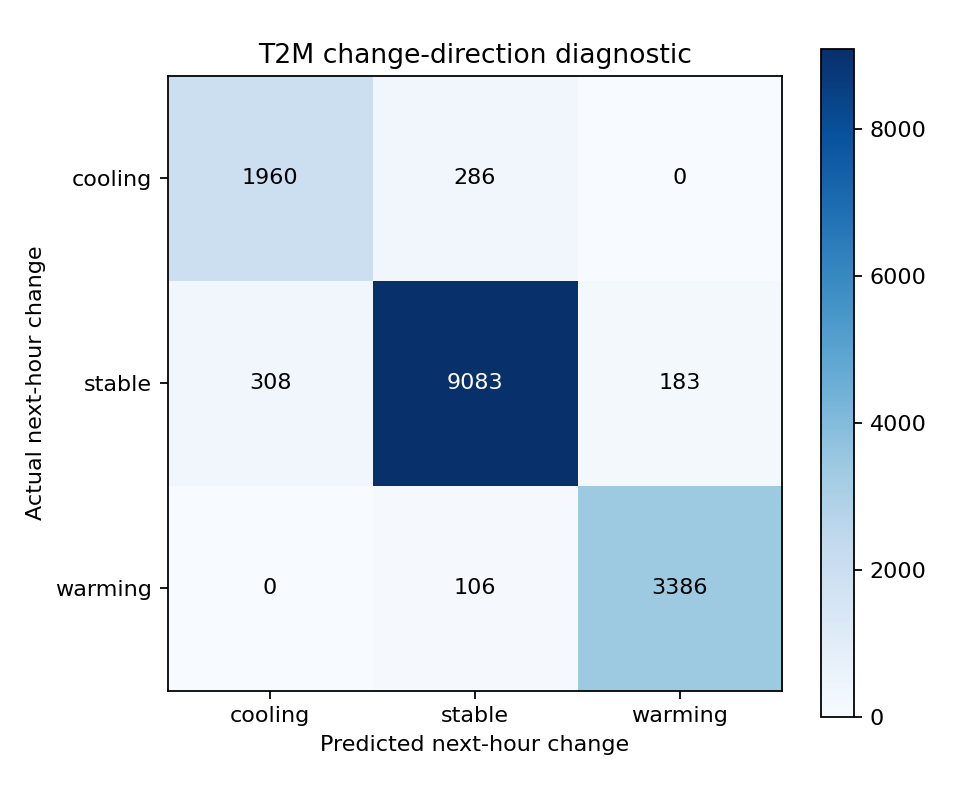 T2M change-direction diagnostic
Actual next-hour change
cooling
1960
286
0
stable
308
9083
183
warming
0
106
3386
cooling
stable
warming
Predicted next-hour change
8000
6000
4000
2000
0